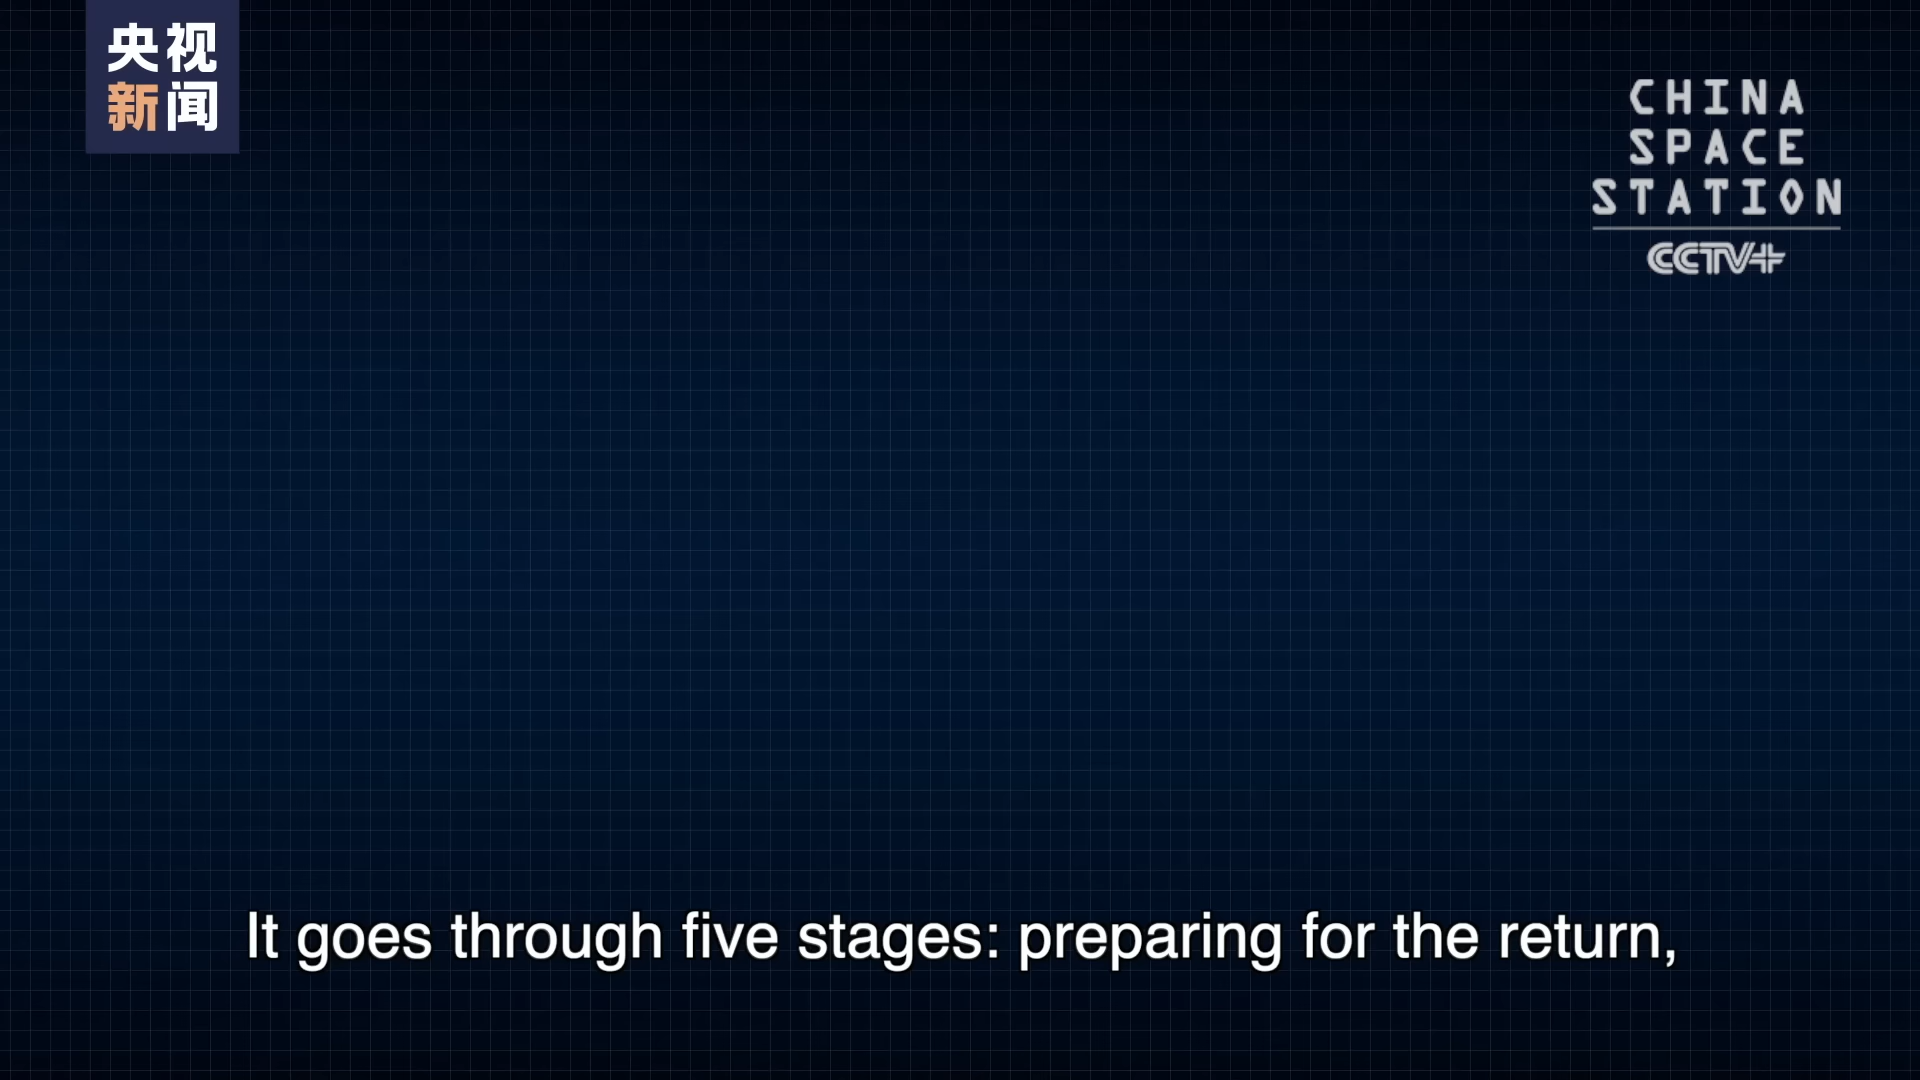 央视
新闻
CHINA
SPACE
STATION
CCTV+
It goes through five stages: preparing for the return,